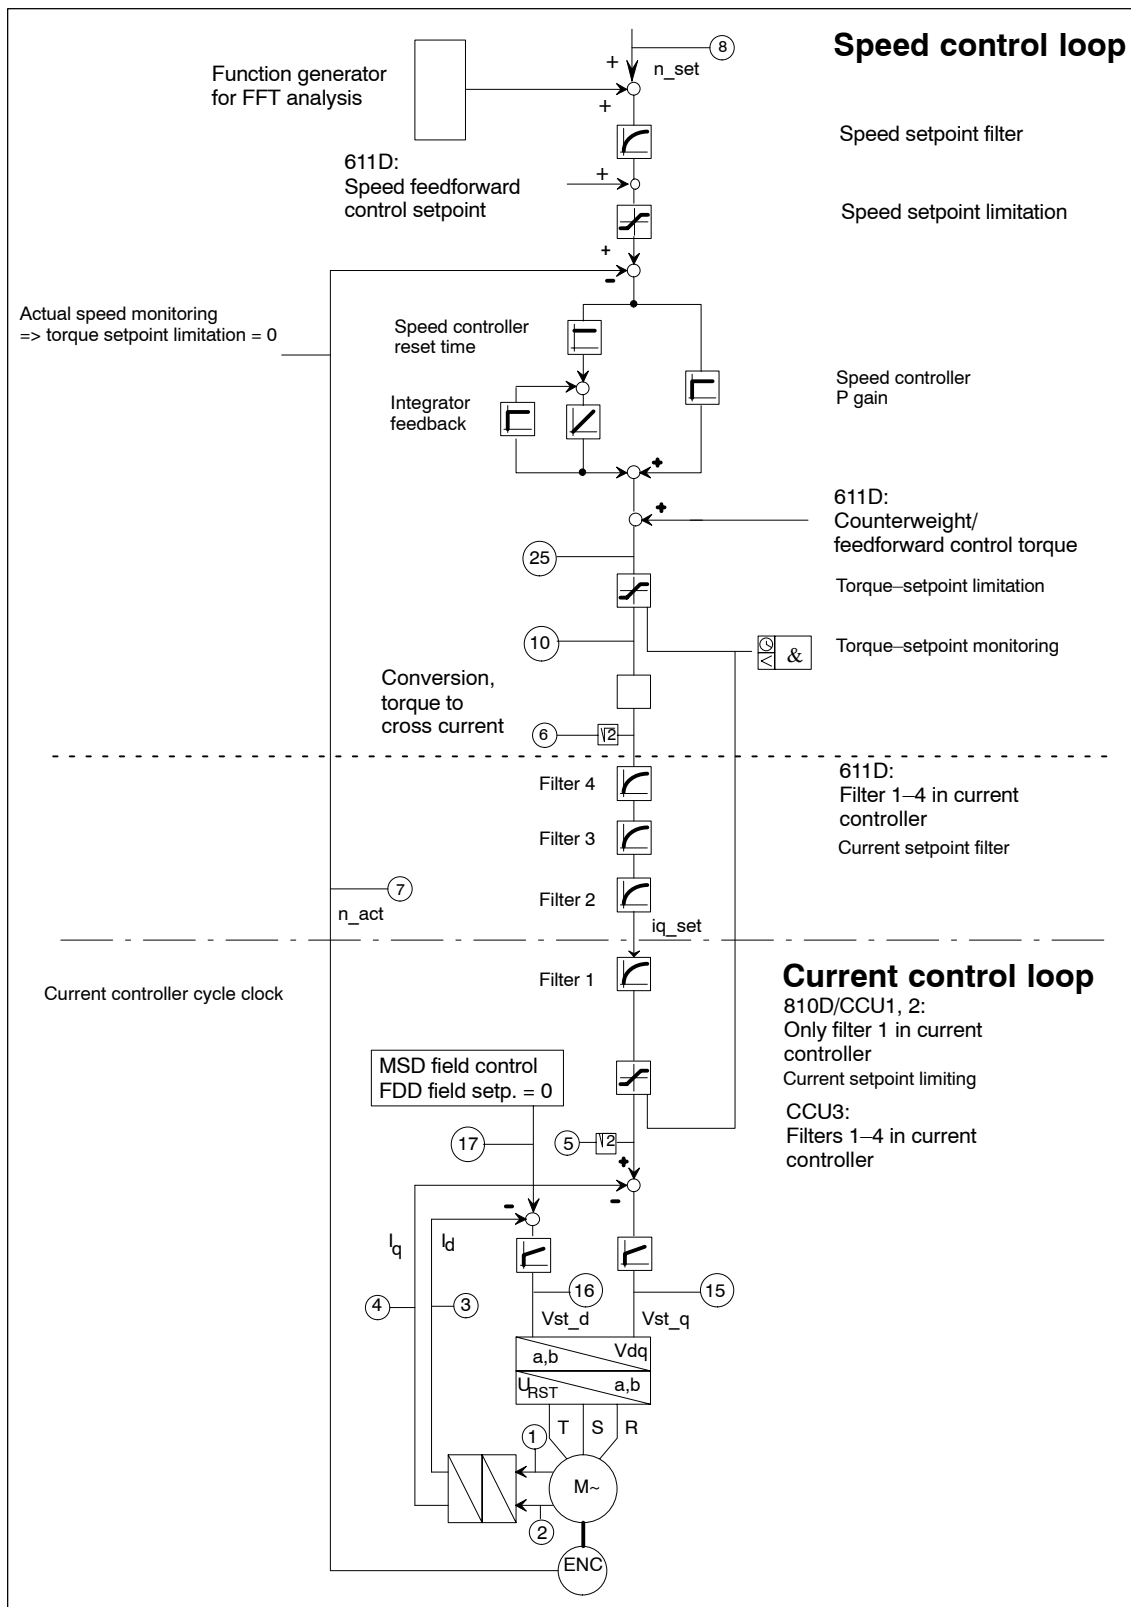 Speed control loop
8
+
n_set
Function generator
for FFT analysis
+
Speed setpoint filter
611D:
Speed feedforward
control setpoint
+
Speed setpoint limitation
+
–
Actual speed monitoring
=> torque setpoint limitation = 0
Speed controller
reset time
Speed controller
P gain
Integrator
feedback
+
+
611D:
Counterweight/
feedforward control torque
25
Torque–setpoint limitation
10
&
Torque–setpoint monitoring
Conversion,
torque to
cross current
6
√2
611D:
Filter 1–4 in current
controller
Current setpoint filter
Filter 4
Filter 3
Filter 2
7
n_act
iq_set
Current control loop
Filter 1
Current controller cycle clock
810D/CCU1, 2:
Only filter 1 in current
controller
Current setpoint limiting
MSD field control
FDD field setp. = 0
CCU3:
Filters 1–4 in current
controller
17
5
√2
+
–
–
Iq
Id
16
15
4
3
Vst_d
Vst_q
a,b
Vdq
URST
a,b
T
S
R
1
M~
2
ENC